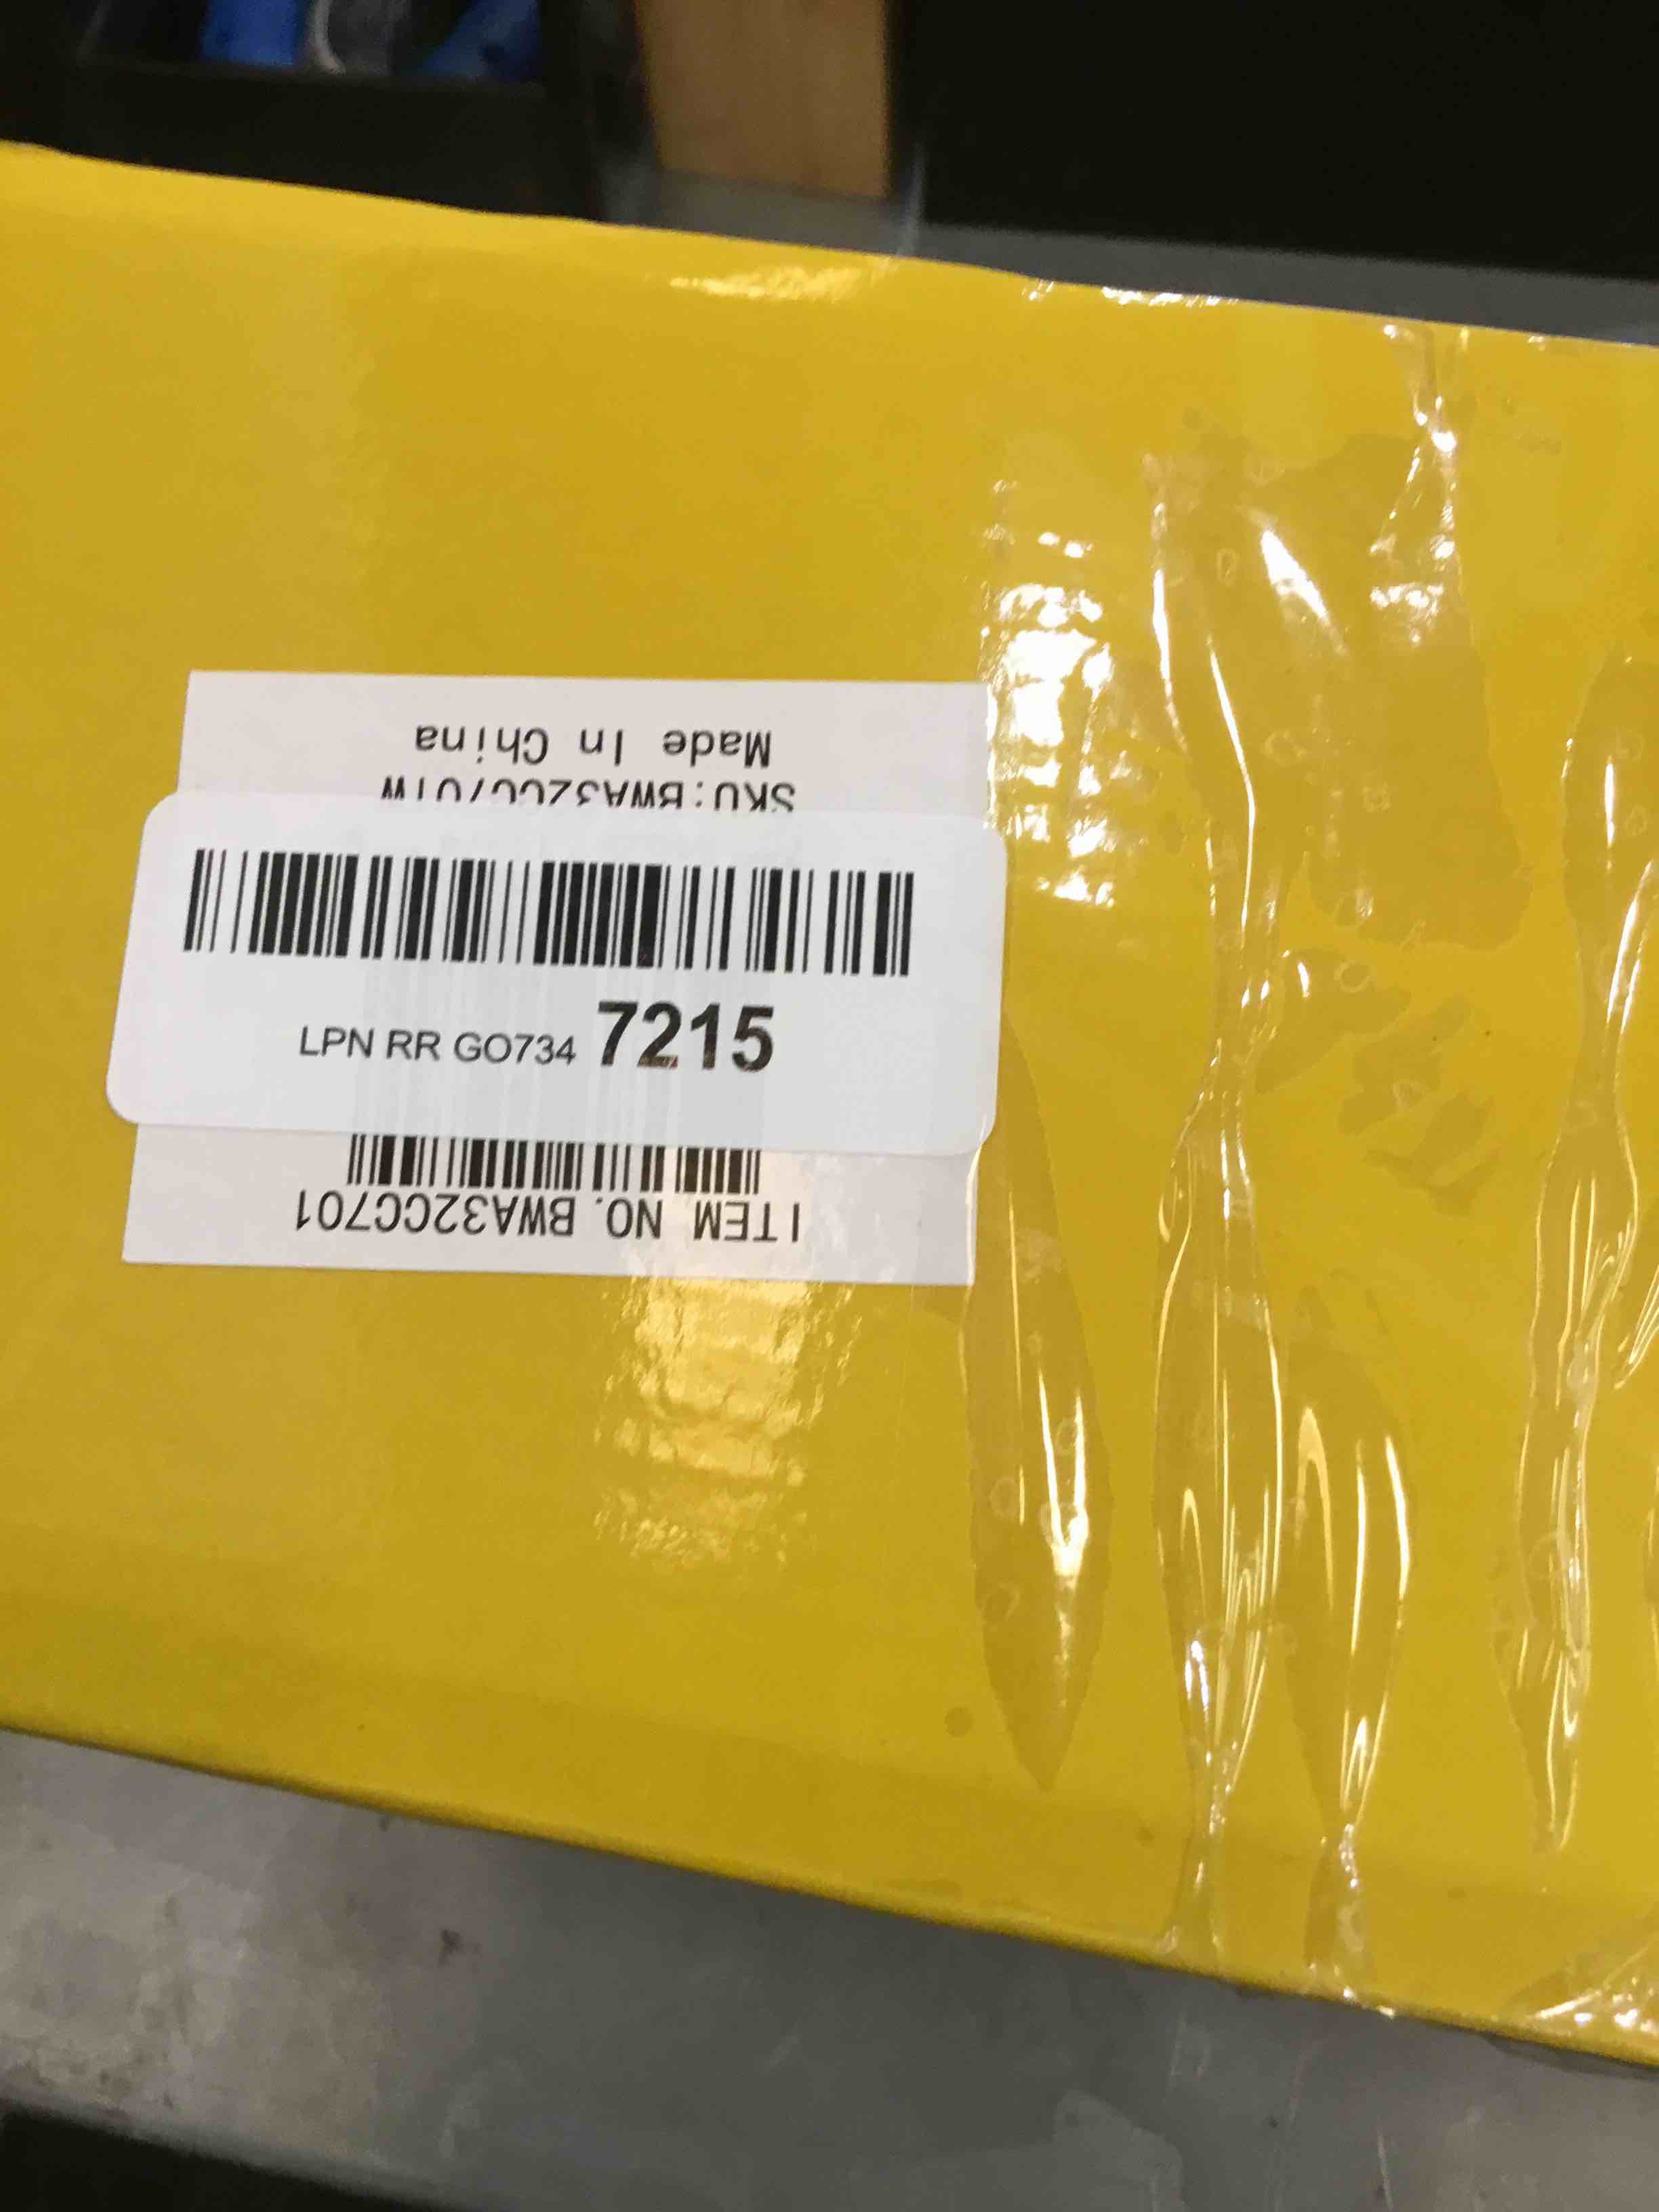 LPN RR GO734 7215
ITEM NO. BWA32CC701
SKU:BWA32CC701W
Made In China